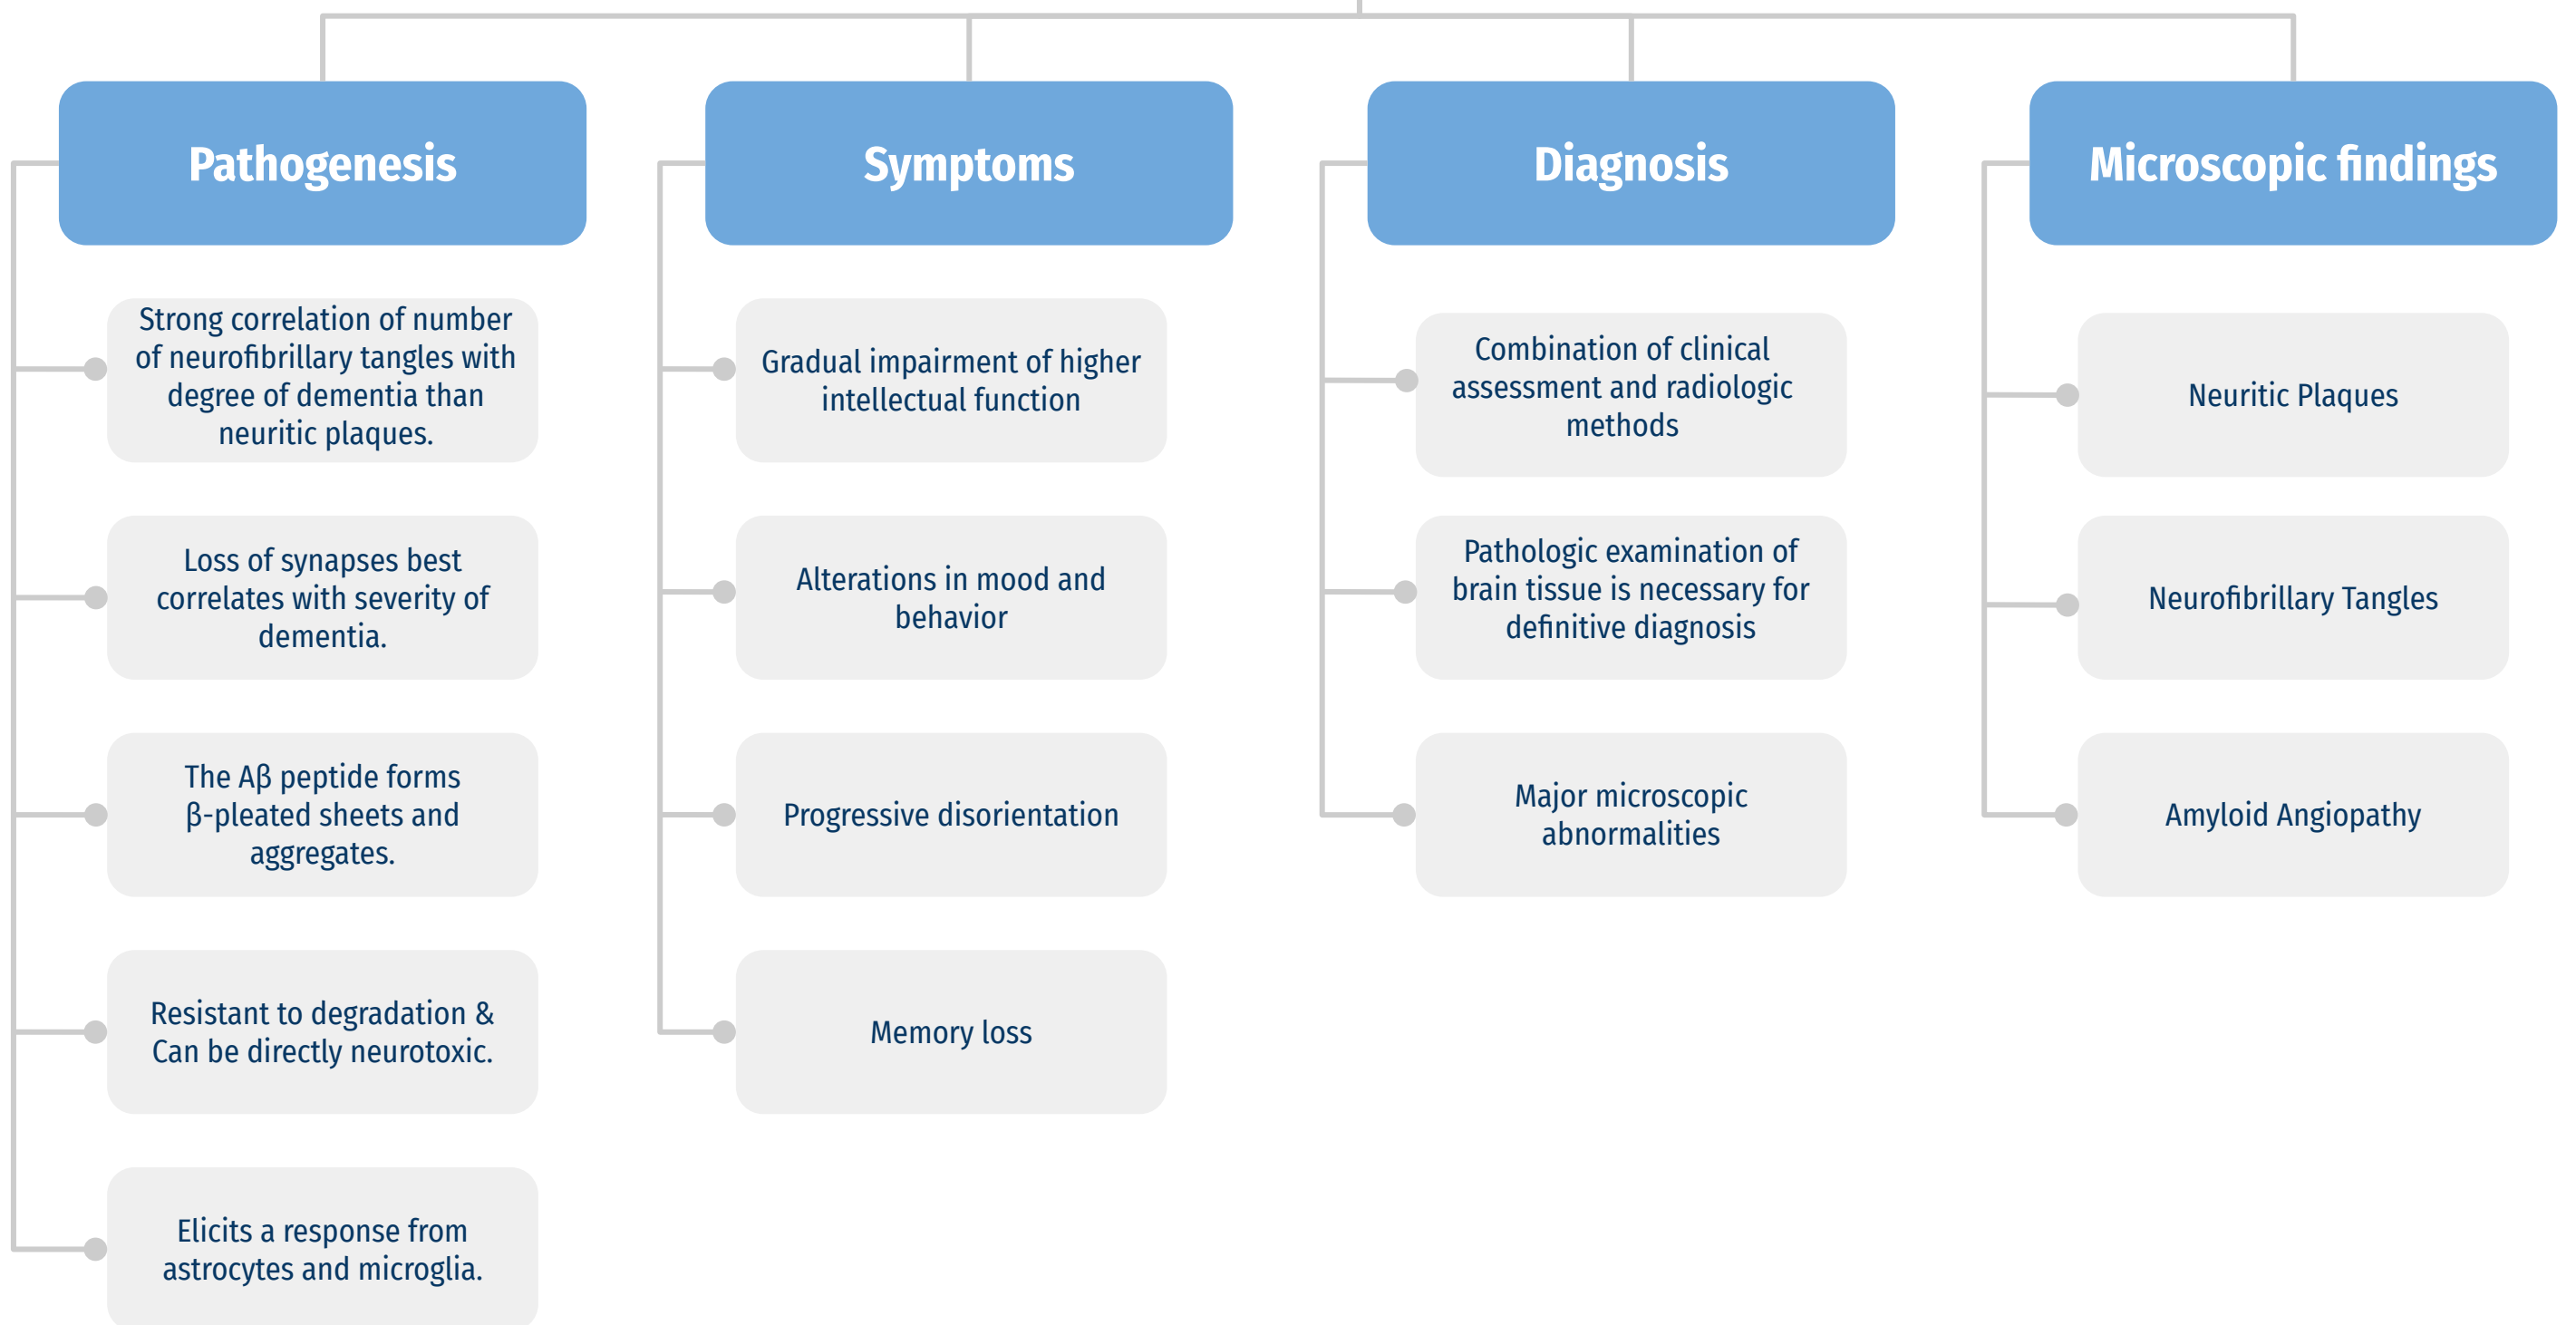 Pathogenesis
Strong correlation of number
of neurofibrillary tangles with
degree of dementia than
neuritic plaques.
Loss of synapses best
correlates with severity of
dementia.
The Aβ peptide forms
β-pleated sheets and
aggregates.
Resistant to degradation &
Can be directly neurotoxic.
Elicits a response from
astrocytes and microglia.
Symptoms
Gradual impairment of higher
intellectual function
Alterations in mood and
behavior
Progressive disorientation
Memory loss
Diagnosis
Combination of clinical
assessment and radiologic
methods
Pathologic examination of
brain tissue is necessary for
definitive diagnosis
Major microscopic
abnormalities
Microscopic findings
Neuritic Plaques
Neurofibrillary Tangles
Amyloid Angiopathy